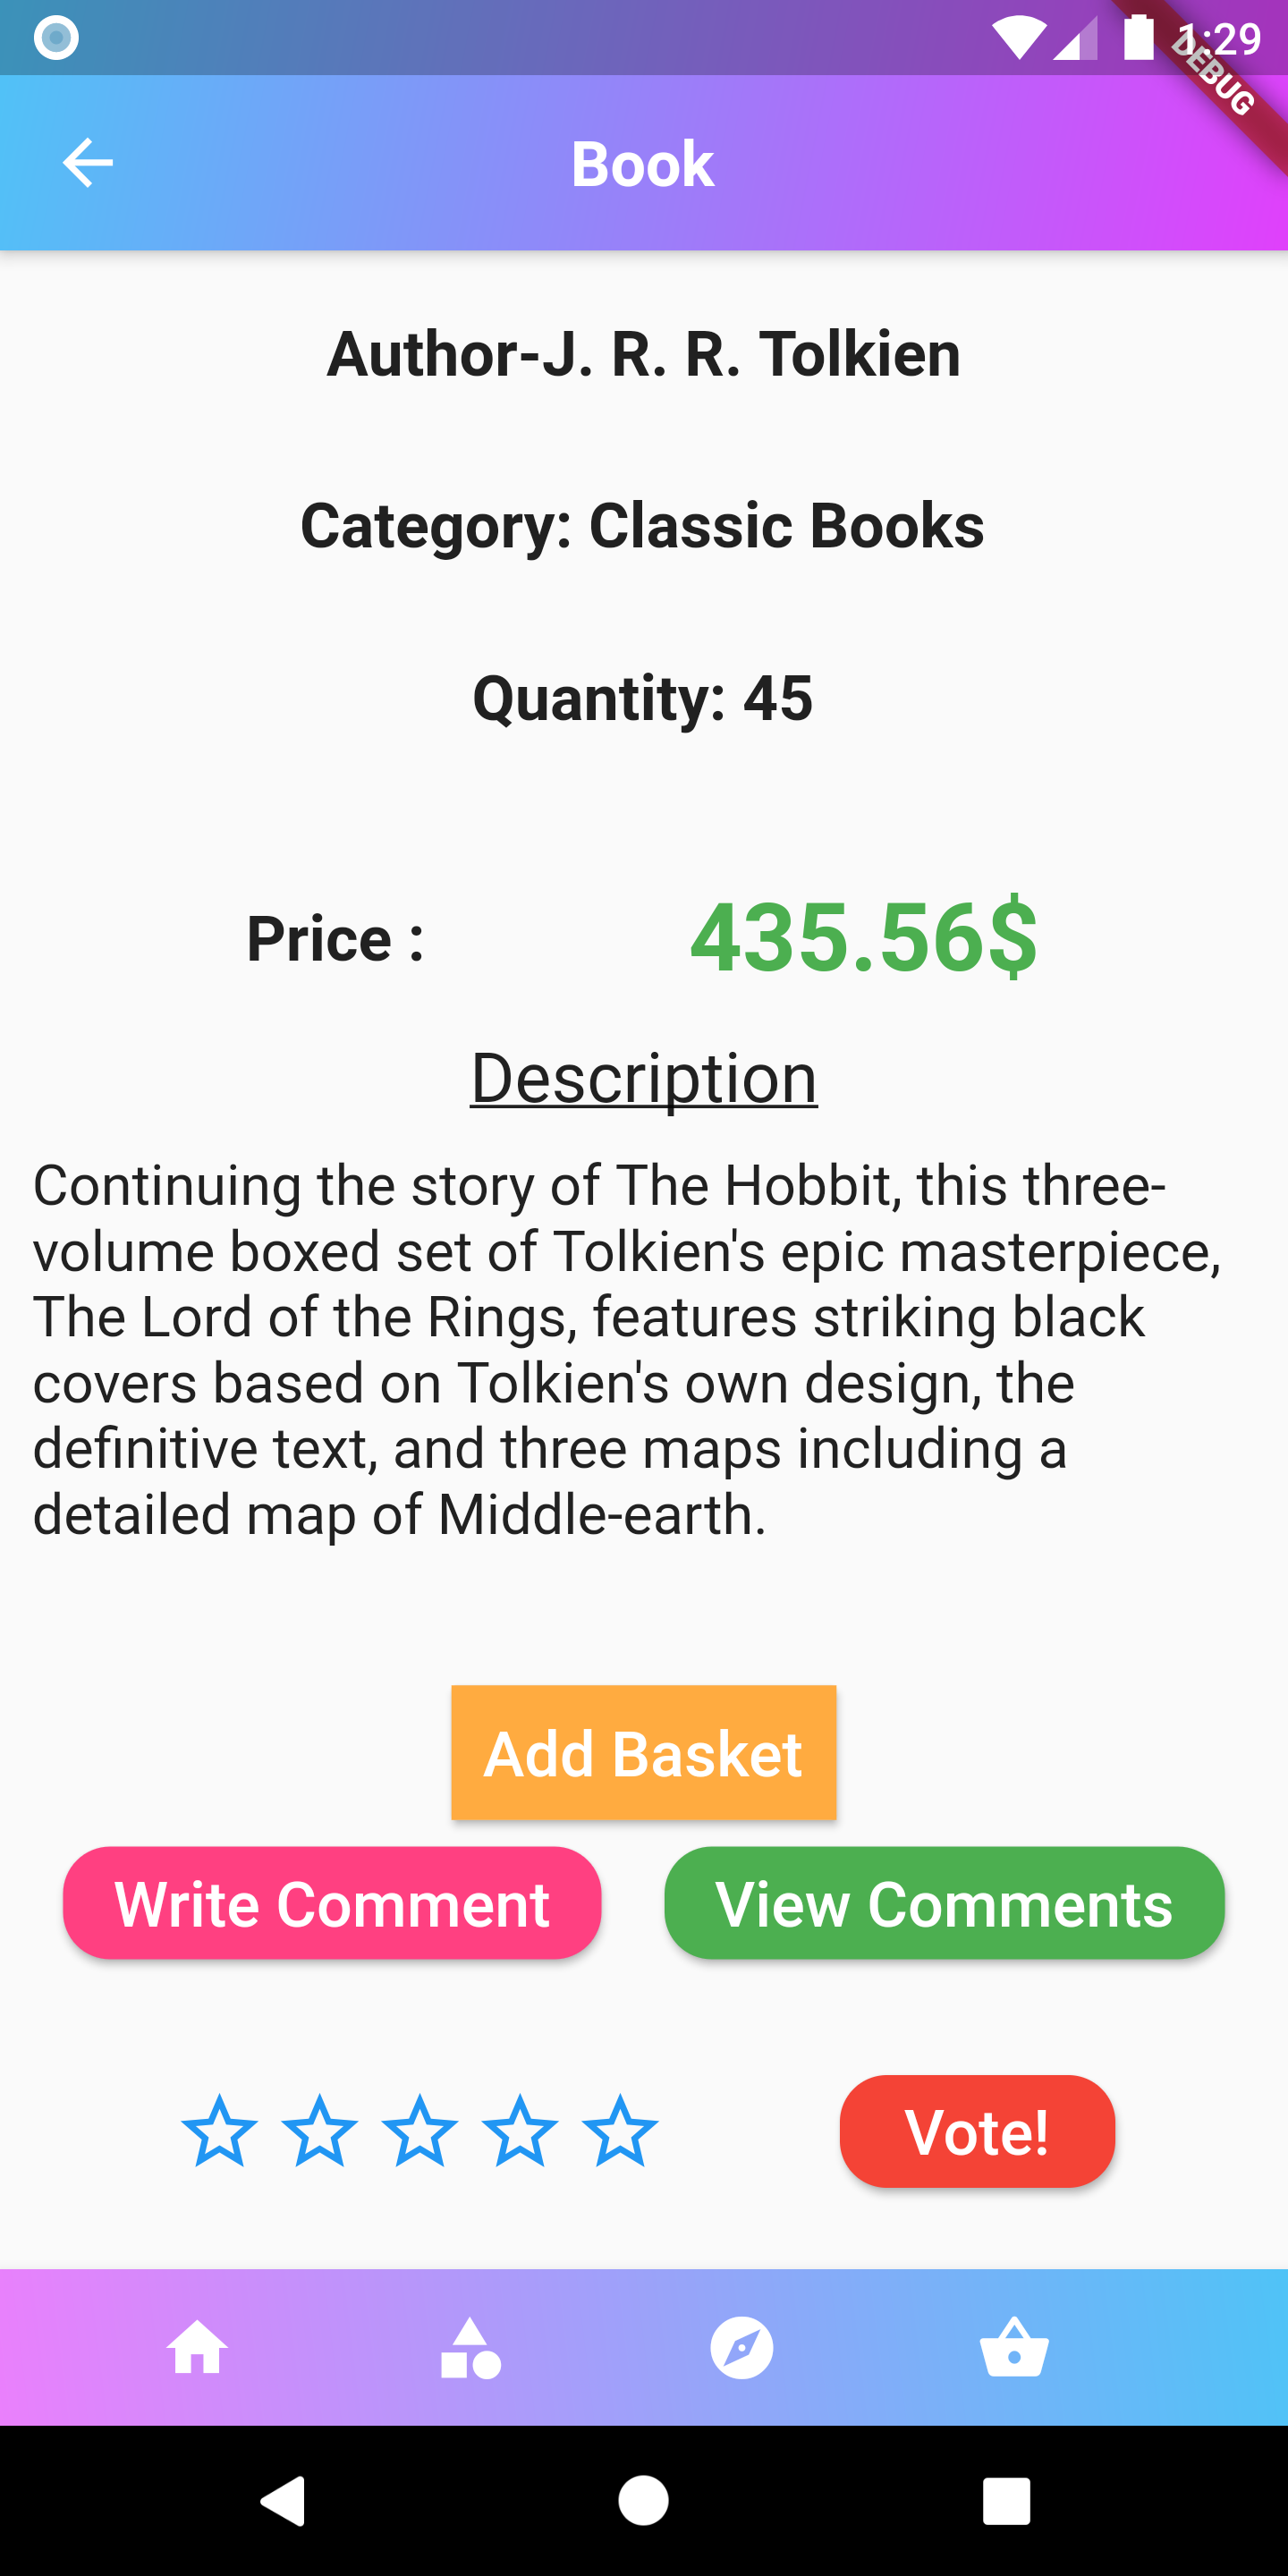 1:29
DEBUG
Book
Author-J. R. R. Tolkien
Category: Classic Books
Quantity: 45
Price : 435.56$
Description
Continuing the story of The Hobbit, this three-
volume boxed set of Tolkien's epic masterpiece,
The Lord of the Rings, features striking black
covers based on Tolkien's own design, the
definitive text, and three maps including a
detailed map of Middle-earth.
Add Basket
Write Comment View Comments
Vote!